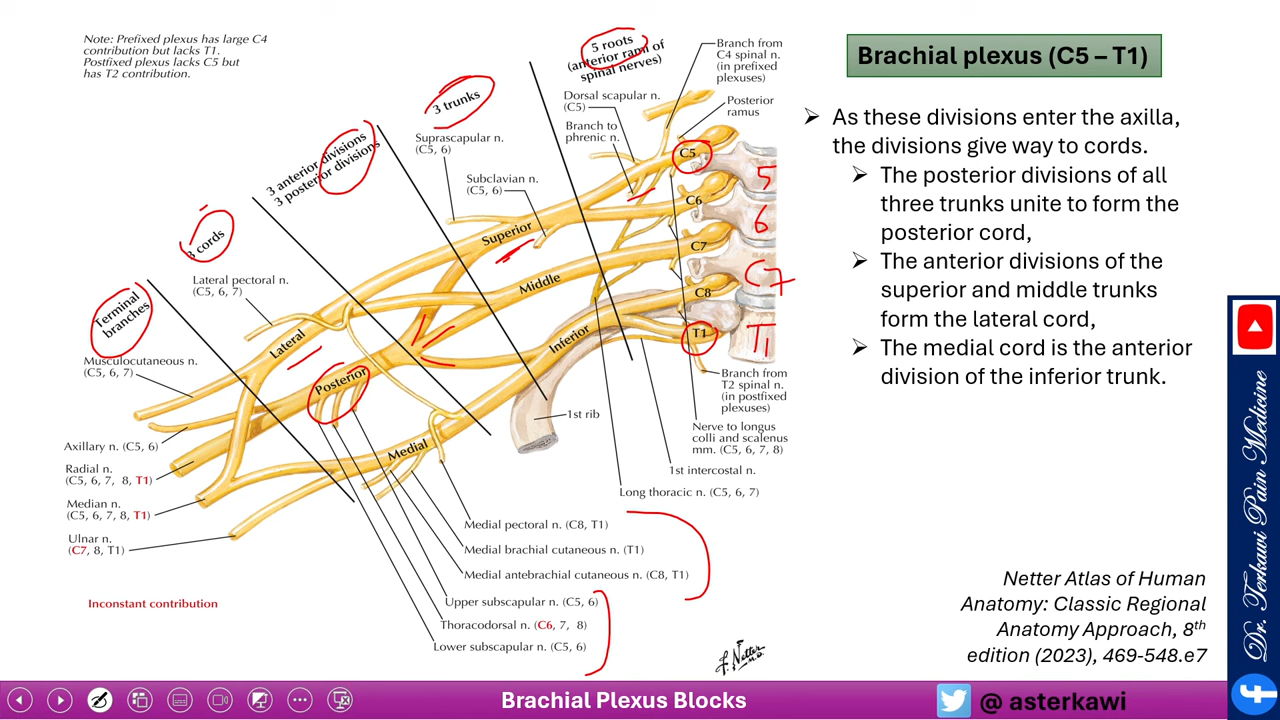 Note: Prefixed plexus has large C4
contribution but lacks T1.
Postfixed plexus lacks C5 but
has T2 contribution.
5 roots
(anterior rami of
spinal nerves)
3 trunks
3 anterior divisions
3 posterior divisions
3 cords
Terminal
branches
Branch from
C4 spinal n.
(in prefixed
plexuses)
Posterior
ramus
Dorsal scapular n.
(C5)
Branch to
phrenic n.
Suprascapular n.
(C5, 6)
Subclavian n.
(C5, 6)
Lateral pectoral n.
(C5, 6, 7)
Musculocutaneous n.
(C5, 6, 7)
Axillary n. (C5, 6)
Radial n.
(C5, 6, 7, 8, T1)
Median n.
(C5, 6, 7, 8, T1)
Ulnar n.
(C7, 8, T1)
Inconstant contribution
Superior
Middle
Inferior
Lateral
Posterior
Medial
C5
C6
C7
C8
T1
5
6
C7
T1
1st rib
Branch from
T2 spinal n.
(in postfixed
plexuses)
Nerve to longus
colli and scalenus
mm. (C5, 6, 7, 8)
1st intercostal n.
Long thoracic n. (C5, 6, 7)
Medial pectoral n. (C8, T1)
Medial brachial cutaneous n. (T1)
Medial antebrachial cutaneous n. (C8, T1)
Upper subscapular n. (C5, 6)
Thoracodorsal n. (C6, 7, 8)
Lower subscapular n. (C5, 6)
F. Netter
M.D.
Brachial plexus (C5 – T1)
➢ As these divisions enter the axilla,
the divisions give way to cords.
➢ The posterior divisions of all
three trunks unite to form the
posterior cord,
➢ The anterior divisions of the
superior and middle trunks
form the lateral cord,
➢ The medial cord is the anterior
division of the inferior trunk.
Netter Atlas of Human
Anatomy: Classic Regional
Anatomy Approach, 8th
edition (2023), 469-548.e7
Dr. Terkawi Pain Medicine
Brachial Plexus Blocks
@ asterkawi